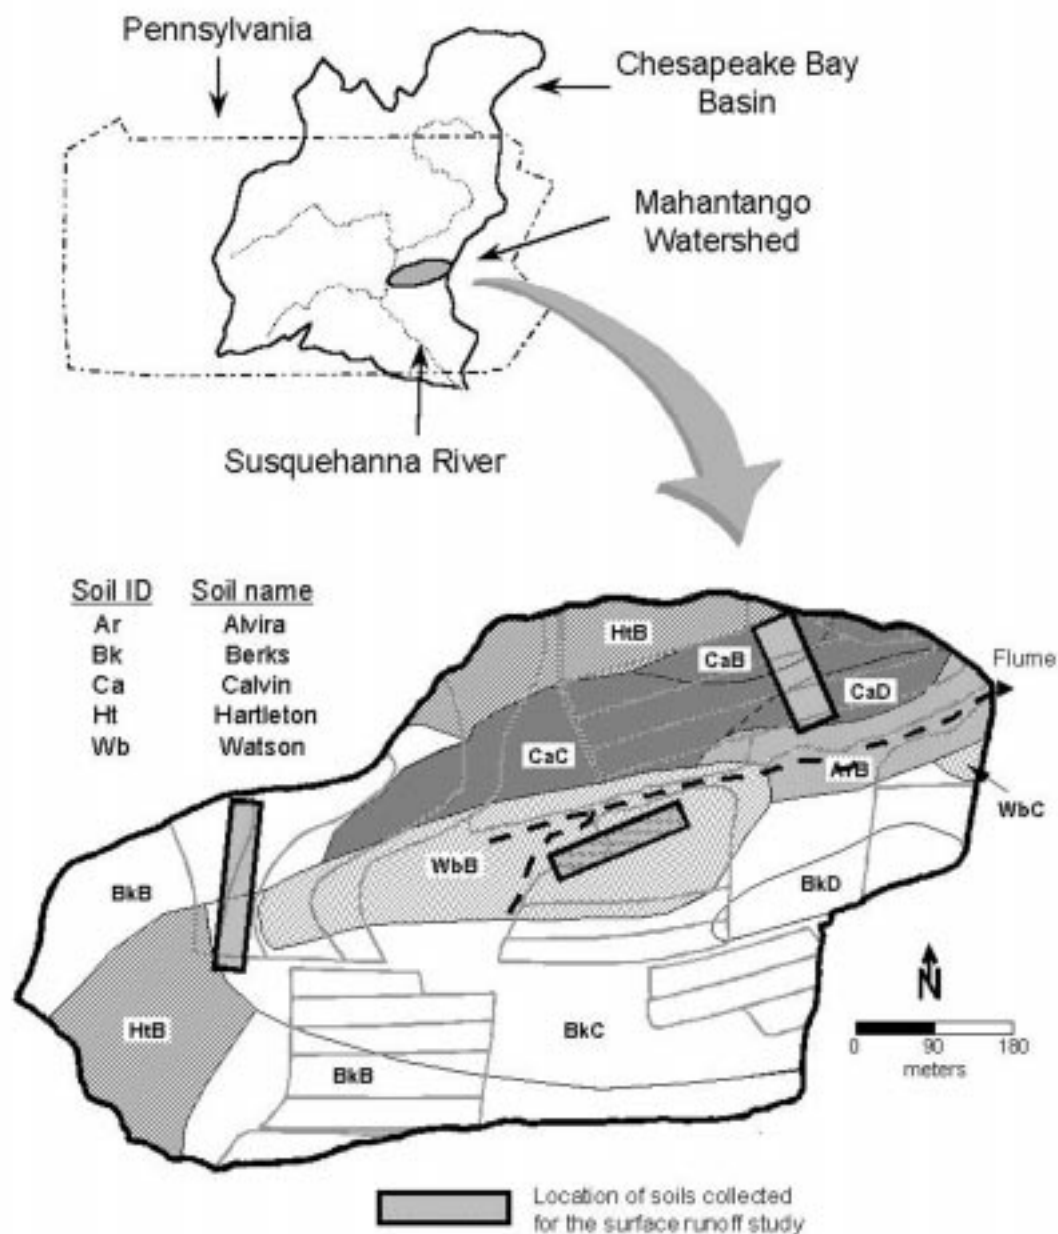 Pennsylvania
Chesapeake Bay
Basin
Mahantango
Watershed
Susquehanna River
Soil ID Soil name
Ar Alvira
Bk Berks
Ca Calvin
Ht Hartleton
Wb Watson
HtB
CaB
Flume
CaD
CaC
ArB
WbC
WbB
BkB
BkD
N
HtB
BkC
BkB
0 90 180
meters
Location of soils collected
for the surface runoff study